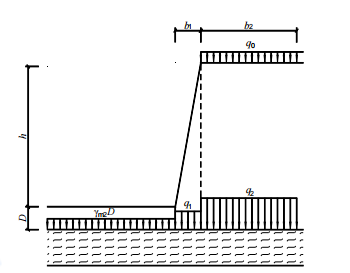 b₁
b₂
q₀
h
D
γₘ₂D
q₁
q₂